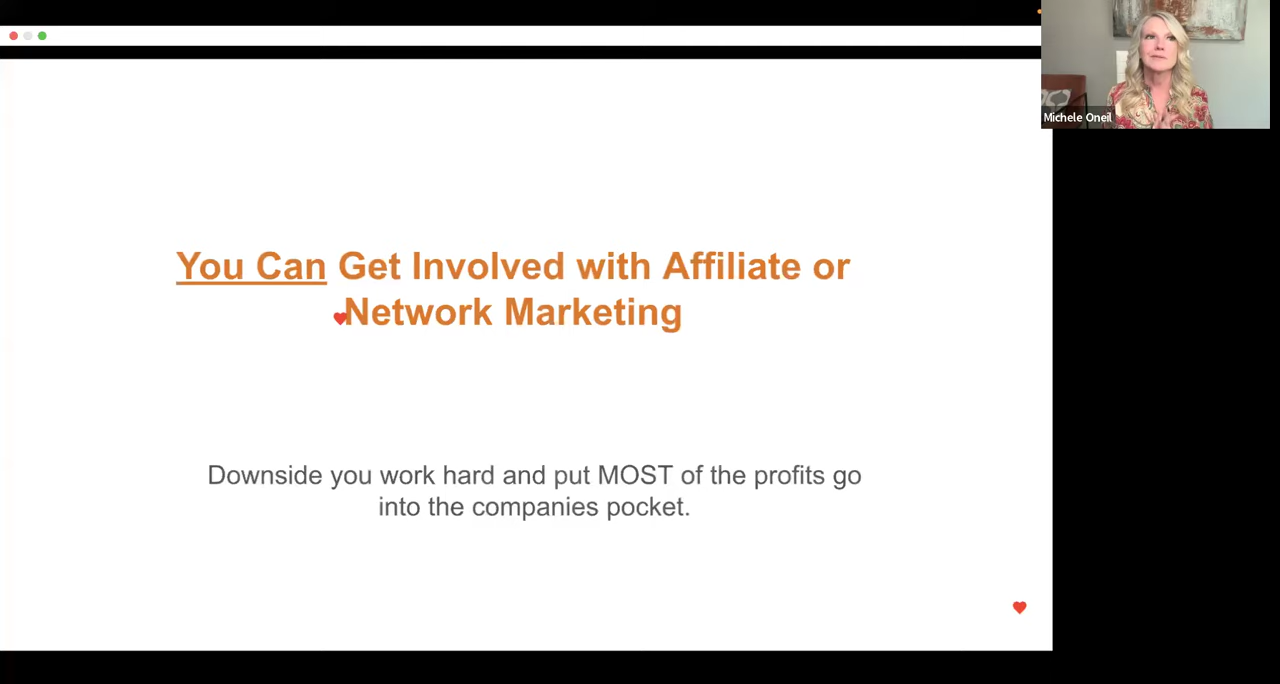 Michele Oneil
You Can Get Involved with Affiliate or
Network Marketing
Downside you work hard and put MOST of the profits go
into the companies pocket.